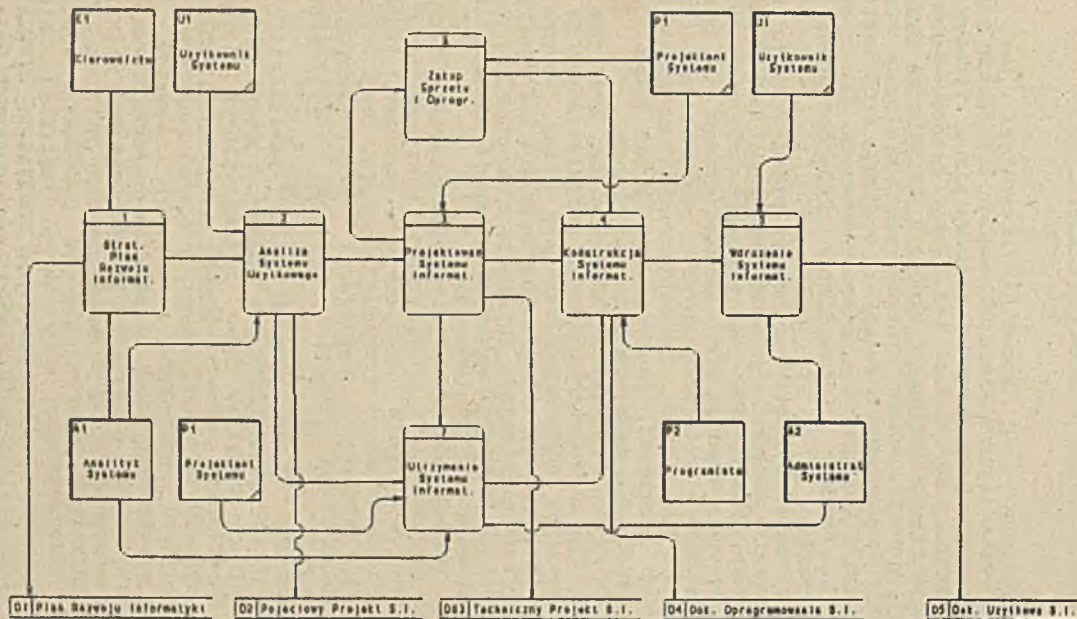 E1
Cierownictw
U1
Uzytkownik
Systemu
6
Zakup
Sprzetu
i Oprogr.
P1
Projektant
Systemu
Uzytkownik
Systemu
1
Strat.
Plan
Rozwoju
Informat.
2
Analiza
Systemu
Uzytkowego
3
Projektowan
Systemu
Informat.
4
Konstrukcja
Systemu
Informat.
5
Wdrozenie
Systemu
Informat.
A1
Analityk
Systemu
P1
Projektant
Systemu
7
Utrzymanie
Systemu
Informat.
P2
Programista
A2
Administrat
Systemu
D1 Plan Rozwoju Informatyki
D2 Pojeciowy Projekt S.I.
D03 Techniczny Projekt S.I.
D4 Dok. Oprogramowania S.I.
D5 Dok. Uzytkowa S.I.